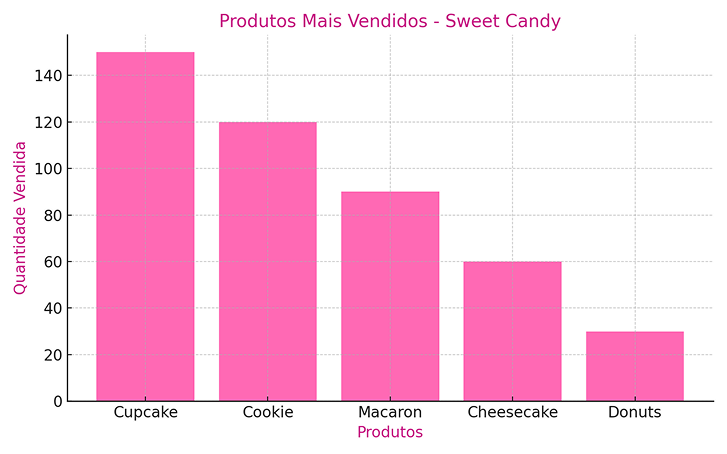 Produtos Mais Vendidos - Sweet Candy
Quantidade Vendida
140
120
100
80
60
40
20
0
Cupcake Cookie Macaron Cheesecake Donuts
Produtos